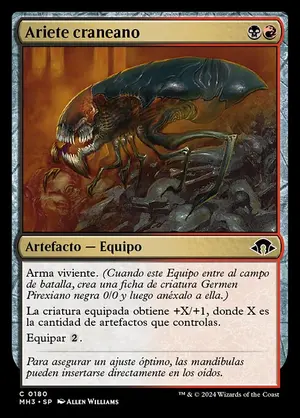 Ariete craneano
Artefacto — Equipo
Arma viviente. (Cuando este Equipo entre al campo
de batalla, crea una ficha de criatura Germen
Pirexiano negra 0/0 y luego anéxalo a ella.)
La criatura equipada obtiene +X/+1, donde X es
la cantidad de artefactos que controlas.
Equipar 2.
Para asegurar un ajuste óptimo, las mandíbulas
pueden insertarse directamente en los oídos.
C 0180
MH3 • SP Allen Williams
™ & © 2024 Wizards of the Coast